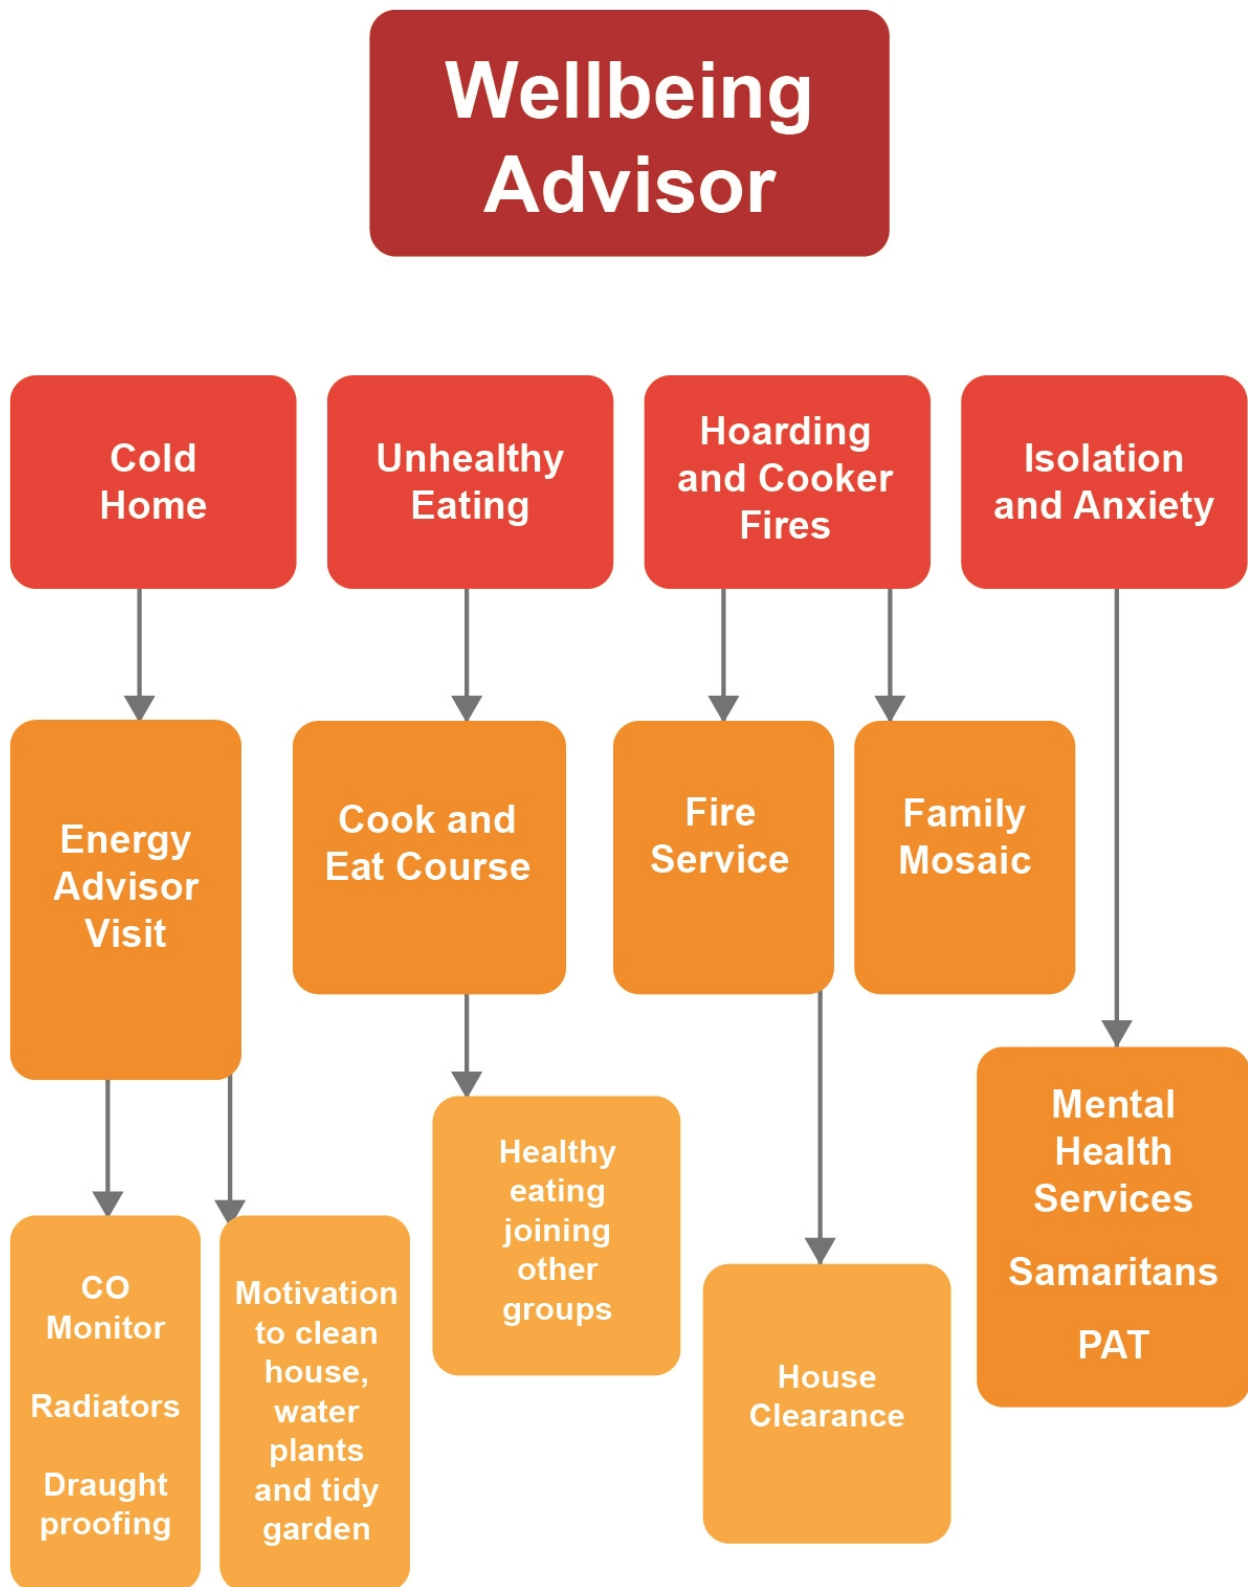 Wellbeing
Advisor
Cold
Home
Unhealthy
Eating
Hoarding
and Cooker
Fires
Isolation
and Anxiety
Energy
Advisor
Visit
Cook and
Eat Course
Fire
Service
Family
Mosaic
Mental
Health
Services
Samaritans
PAT
CO
Monitor
Radiators
Draught
proofing
Motivation
to clean
house,
water
plants
and tidy
garden
Healthy
eating
joining
other
groups
House
Clearance